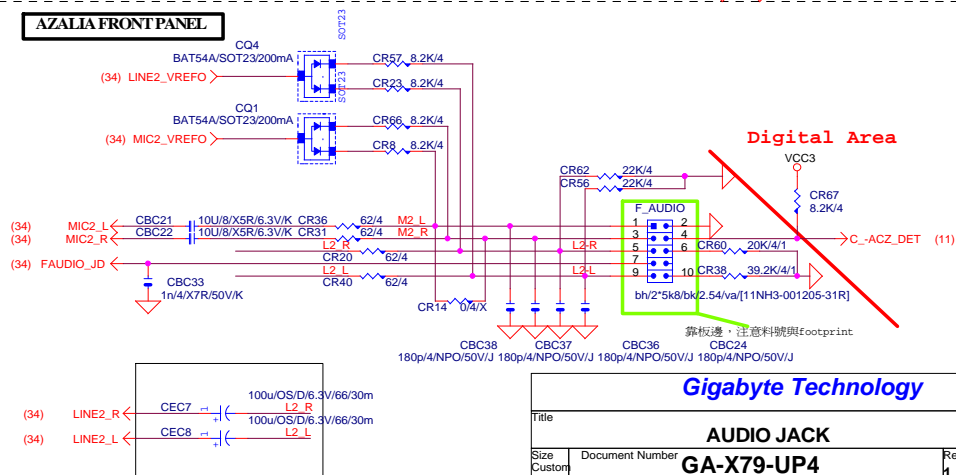 AZALIA FRONT PANEL
SOT23
CQ4
BAT54A/SOT23/200mA
(34) LINE2_VREFO
CR57 8.2K/4
CR23 8.2K/4
SOT23
CQ1
BAT54A/SOT23/200mA
(34) MIC2_VREFO
CR66 8.2K/4
CR8 8.2K/4
Digital Area
VCC3
CR67
8.2K/4
CR62 22K/4
CR56 22K/4
F_AUDIO
1 2
3 4
5 6
7
9 10
(34) MIC2_L
CBC21 10U/8/X5R/6.3V/K CR36 62/4 M2_L
(34) MIC2_R
CBC22 10U/8/X5R/6.3V/K CR31 62/4 M2_R
L2_R
CR20 62/4
L2-R
(34) FAUDIO_JD
L2_L
CR40 62/4
L2-L
CR60 20K/4/1
CR38 39.2K/4/1
C_-ACZ_DET (11)
CBC33
1n/4/X7R/50V/K
CR14 0/4/X
bh/2*5k8/bk/2.54/va/[11NH3-001205-31R]
靠板邊，注意料號與footprint
CBC38 CBC37 CBC36 CBC24
180p/4/NPO/50V/J 180p/4/NPO/50V/J 180p/4/NPO/50V/J
(34) LINE2_R
CEC7 1 +
100u/OS/D/6.3V/66/30m
L2_R
(34) LINE2_L
CEC8 1 +
100u/OS/D/6.3V/66/30m
L2_L
Gigabyte Technology
Title
AUDIO JACK
Size
Custom
Document Number
GA-X79-UP4